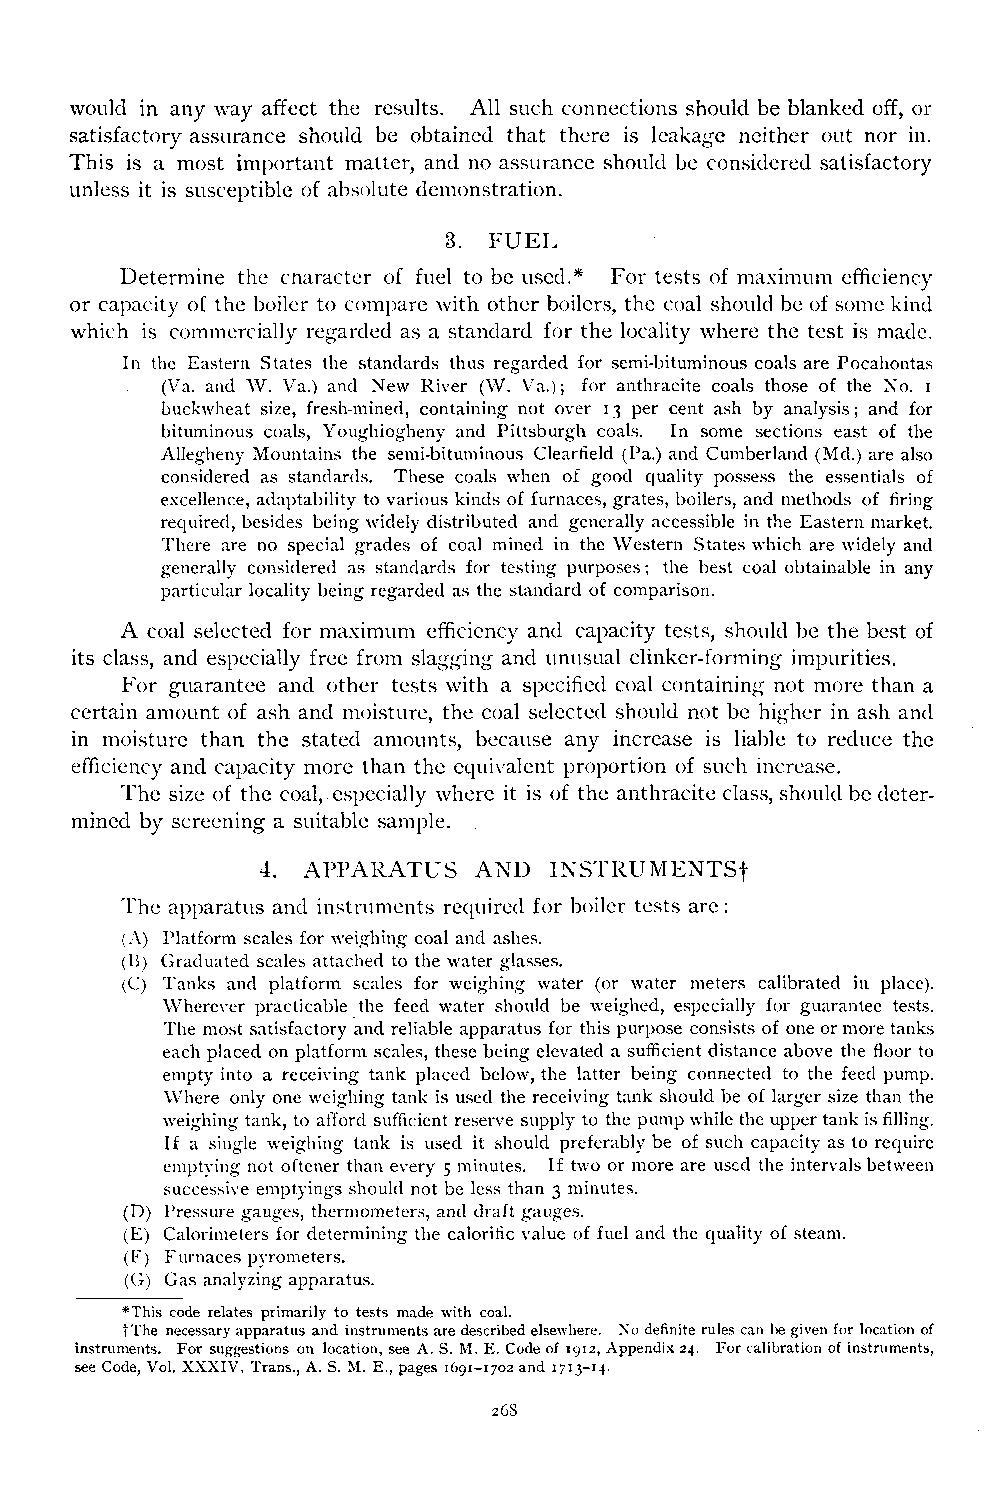 would in any way affect the results. All such connections should be blanked off, or
satisfactory assurance should be obtained that there is leakage neither out nor in.
This is a most important matter, and no assurance should be considered satisfactory
unless it is susceptible of absolute demonstration.
3. FUEL
Determine the cnaracter of fuel to be used.* For tests of maximum efficiency
or capacity of the boiler to compare with other boilers, the coal should be of some kind
which is commercially regarded as a standard for the locality where the test is made.
In the Eastern States the standards thus regarded for semi-bituminous coals are Pocahontas
(Va. and W. Va.) and New River (W. Va.); for anthracite coals those of the No. 1
buckwheat size, fresh-mined, containing not over 13 per cent ash by analysis; and for
bituminous coals, Youghiogheny and Pittsburgh coals. In some sections east of the
Allegheny Mountains the semi-bituminous Clearfield (Pa.) and Cumberland (Md.) are also
considered as standards. These coals when of good quality possess the essentials of
excellence, adaptability to various kinds of furnaces, grates, boilers, and methods of firing
required, besides being widely distributed and generally accessible in the Eastern market.
There are no special grades of coal mined in the Western States which are widely and
generally considered as standards for testing purposes; the best coal obtainable in any
particular locality being regarded as the standard of comparison.
A coal selected for maximum efficiency and capacity tests, should be the best of
its class, and especially free from slagging and unusual clinker-forming impurities.
For guarantee and other tests with a specified coal containing not more than a
certain amount of ash and moisture, the coal selected should not be higher in ash and
in moisture than the stated amounts, because any increase is liable to reduce the
efficiency and capacity more than the equivalent proportion of such increase.
The size of the coal, especially where it is of the anthracite class, should be deter-
mined by screening a suitable sample.
4. APPARATUS AND INSTRUMENTS†
The apparatus and instruments required for boiler tests are:
(A) Platform scales for weighing coal and ashes.
(B) Graduated scales attached to the water glasses.
(C) Tanks and platform scales for weighing water (or water meters calibrated in place).
Wherever practicable the feed water should be weighed, especially for guarantee tests.
The most satisfactory and reliable apparatus for this purpose consists of one or more tanks
each placed on platform scales, these being elevated a sufficient distance above the floor to
empty into a receiving tank placed below, the latter being connected to the feed pump.
Where only one weighing tank is used the receiving tank should be of larger size than the
weighing tank, to afford sufficient reserve supply to the pump while the upper tank is filling.
If a single weighing tank is used it should preferably be of such capacity as to require
emptying not oftener than every 5 minutes. If two or more are used the intervals between
successive emptyings should not be less than 3 minutes.
(D) Pressure gauges, thermometers, and draft gauges.
(E) Calorimeters for determining the calorific value of fuel and the quality of steam.
(F) Furnaces pyrometers.
(G) Gas analyzing apparatus.
*This code relates primarily to tests made with coal.
†The necessary apparatus and instruments are described elsewhere. No definite rules can be given for location of
instruments. For suggestions on location, see A. S. M. E. Code of 1912, Appendix 24. For calibration of instruments,
see Code, Vol. XXXIV, Trans., A. S. M. E., pages 1691-1702 and 1713-14.
268